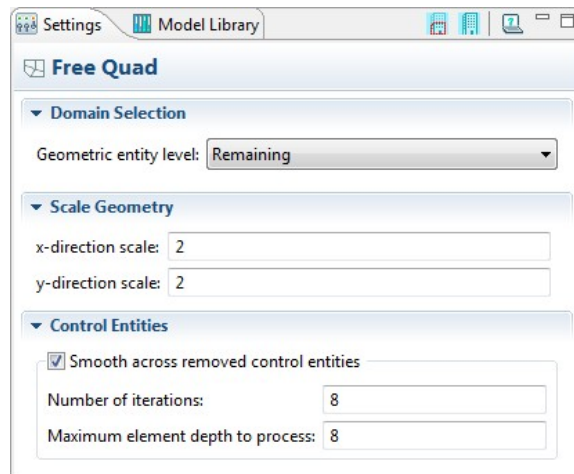 Settings Model Library
Free Quad
Domain Selection
Geometric entity level: Remaining
Scale Geometry
x-direction scale: 2
y-direction scale: 2
Control Entities
Smooth across removed control entities
Number of iterations: 8
Maximum element depth to process: 8